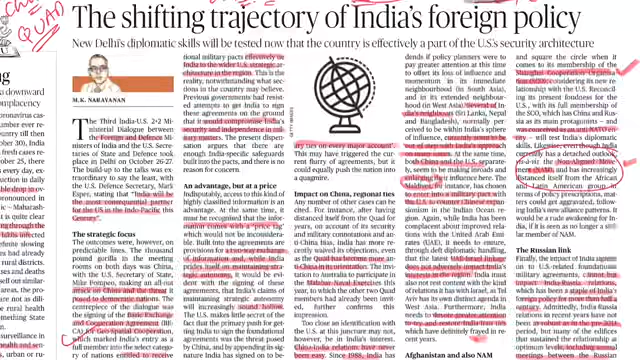 QUAD
The shifting trajectory of India's foreign policy
New Delhi's diplomatic skills will be tested now that the country is effectively a part of the U.S.'s security architecture
M.K. NARAYANAN
The Third India-U.S. 2+2 Ministerial Dialogue between
the Foreign and Defence Ministers of India and the U.S. Secretaries of State and Defence took
place in Delhi on October 26-27.
The build-up to the talks was extraordinary to say the least, with
the U.S. Defence Secretary, Mark
Esper, stating that "India will be
the most consequential partner
for the US in the Indo-Pacific this
Century".
The strategic focus
The outcomes were, however, on
predictable lines. The thousand
pound gorilla in the meeting
rooms on both days was China,
with the U.S. Secretary of State,
Mike Pompeo, making an all-out
attack on China and the threat it
posed to democratic nations. The
centrepiece of the dialogue was
the signing of the Basic Exchange
and Cooperation Agreement
for Geo-Spatial Cooperation,
which marked India's entry as a
full member into the select category of nations entitled to receive
tional military pacts effectively
to the wider U.S. strategic
architecture in the region. This is the
reality, notwithstanding what sections in the country may believe.
Previous governments had resisted attempts to get India to sign
these agreements on the ground
that it would compromise India's
security and independence in military matters. The present dispensation argues that there are
enough India-specific safeguards
built into the pacts, and there is no
reason for concern.
An advantage, but at a price
Indisputably, access to this kind of
highly classified information is an
advantage. At the same time, it
must be recognised that the information comes with a 'price tag'
which would not be inconsiderable. Built into the agreements are
provisions for a two-way exchange
of information and, while India
prides itself on maintaining strategic autonomy, it would be evident with the signing of these
agreements, that India's claims of
maintaining strategic autonomy
will increasingly sound hollow.
The U.S. makes little secret of the
fact that the primary push for getting India to sign the foundational
agreements was the threat posed
by China, and by appending its signature India has signed on to be-
GETTY IMAGES
ary ties on every major account".
This may have triggered the current flurry of agreements, but it
could equally push the nation into
a quagmire.
Impact on China, regional ties
Any number of other cases can be
cited. For instance, after having
distanced itself from the Quad for
years, on account of its security
and military connotations and anti-China bias, India has more recently waived its objections, even
as the Quad has become more anti-China in its orientation. The invitation to Australia to participate in
the Malabar Naval Exercises this
year, to which the other two Quad
members had already been invited, further confirms this
impression.
Too close an identification with
the U.S. at this juncture may not,
however, be in India's interest.
China-India relations have never
been easy. Since 1988, India has
dends if policy planners were to
pay greater attention at this time
to offset its loss of influence and
momentum in its immediate
neighbourhood (in South Asia),
and in its extended neighbourhood (in West Asia).
India's neighbours (Sri Lanka, Nepal and Bangladesh), normally perceived to be within India's sphere
of influence, currently seem to be
out of step with India's approach
on many issues. At the same time,
both China and the U.S. separately, seem to be making inroads and
enlarging their influence here. The
Maldives, for instance, has chosen
to enter into a military pact with
the U.S. to counter Chinese expansionism in the Indian Ocean region. Again, while India has been
complacent about improved relations with the United Arab Emirates (UAE), it needs to ensure,
through deft diplomatic handling
that the latest UAE-Israel linkage
does not adversely impact India's
interests in the region. India must
also not rest content with the kind
of relations it has with Israel, as Tel
Aviv has its own distinct agenda in
West Asia. Furthermore, India
needs to devote greater attention
to try and restore India-Iran ties
which have definitely frayed in recent years.
Afghanistan and also NAM
and square the circle when it
comes to its membership of the
Shanghai Cooperation Organisation (SCO), considering its new relationship with the U.S. Reconciling its present foothold in the
U.S., with its full membership of
the SCO, which has China and Russia as its main protagonists — and
was conceived as an anti-NATO entity — will test India's diplomatic
skills. Likewise, even though India
currently has a detached outlook
vis-à-vis the Non-Aligned Movement (NAM), and has increasingly
distanced itself from the African
and Latin American group in
terms of policy prescriptions, matters could get aggravated, following India's new alliance patterns. It
would be a rude awakening for India, if it is seen as no longer a stalwart member of NAM.
The Russian link
Finally, the impact of India signing on to U.S.-related foundational
military agreements, cannot but
impact India-Russia relations,
which has been a staple of India's
foreign policy for more than half a
century. Admittedly, India-Russia
relations in recent years have not
been as robust as in the pre-2014
period, but many of the edifices
that sustained the relationship at
optimum levels, including annual
meetings between the Russian